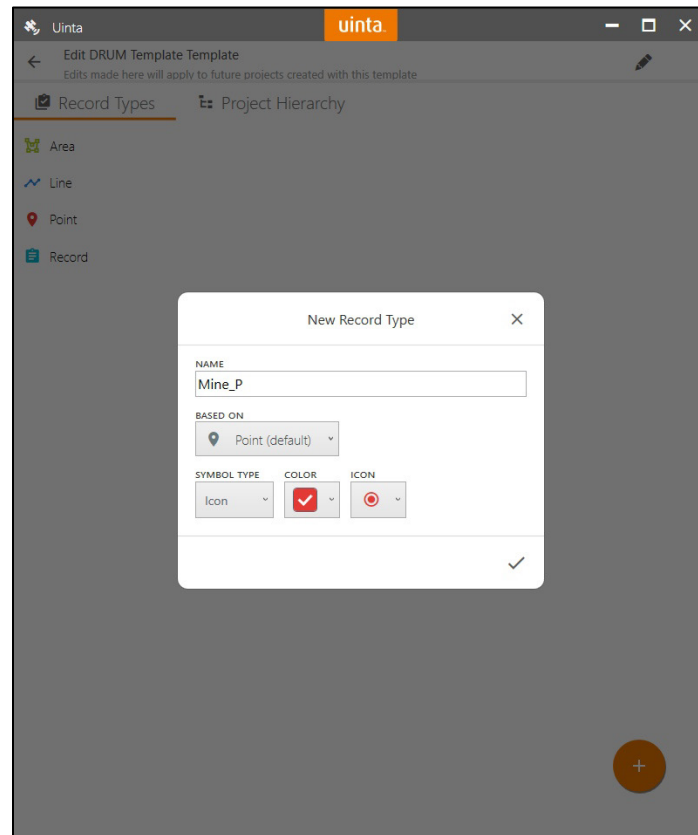 Uinta
uinta.
Edit DRUM Template Template
Edits made here will apply to future projects created with this template
Record Types
Project Hierarchy
Area
Line
Point
Record
New Record Type
NAME
Mine_P
BASED ON
Point (default)
SYMBOL TYPE COLOR ICON
Icon